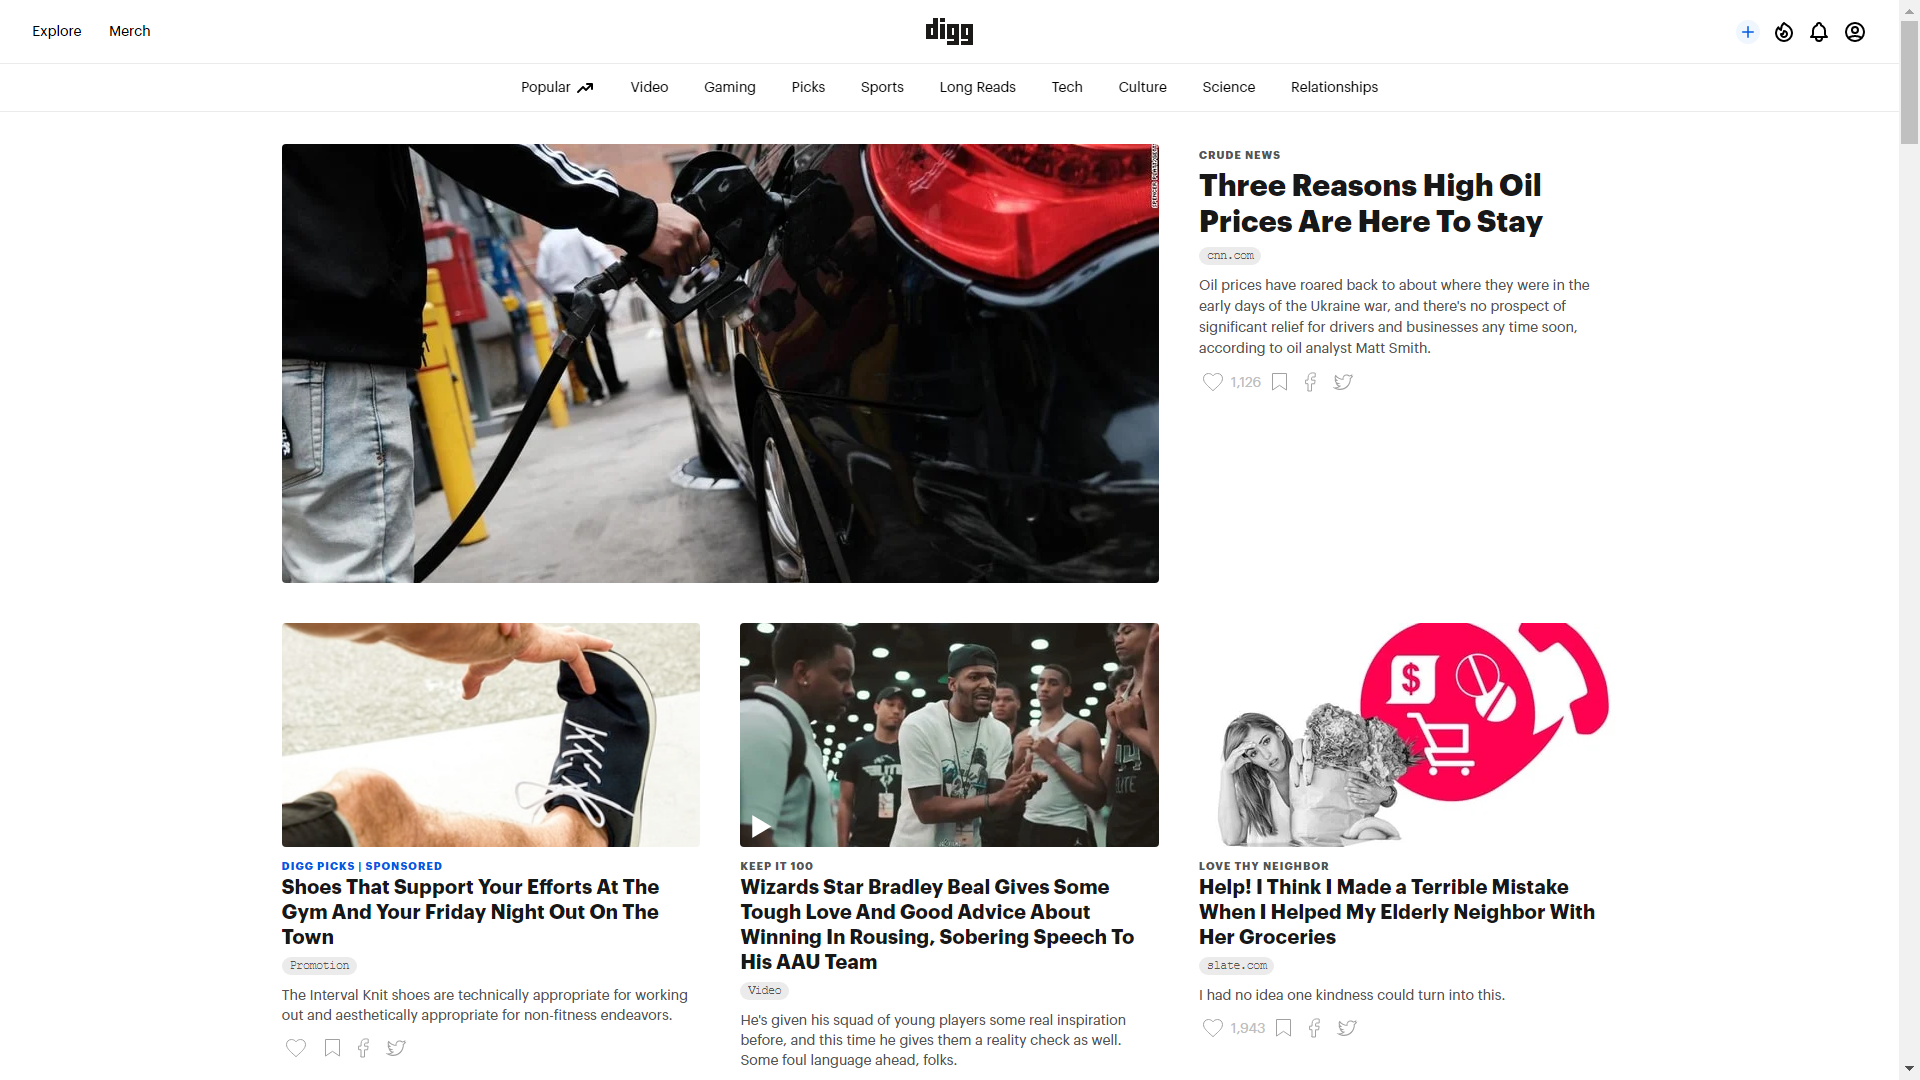 Explore Merch digg
Popular Video Gaming Picks Sports Long Reads Tech Culture Science Relationships
CRUDE NEWS
Three Reasons High Oil
Prices Are Here To Stay
cnn.com
Oil prices have roared back to about where they were in the
early days of the Ukraine war, and there's no prospect of
significant relief for drivers and businesses any time soon,
according to oil analyst Matt Smith.
1,126
DIGG PICKS | SPONSORED
Shoes That Support Your Efforts At The
Gym And Your Friday Night Out On The
Town
Promotion
The Interval Knit shoes are technically appropriate for working
out and aesthetically appropriate for non-fitness endeavors.
KEEP IT 100
Wizards Star Bradley Beal Gives Some
Tough Love And Good Advice About
Winning In Rousing, Sobering Speech To
His AAU Team
Video
He's given his squad of young players some real inspiration
before, and this time he gives them a reality check as well.
Some foul language ahead, folks.
LOVE THY NEIGHBOR
Help! I Think I Made a Terrible Mistake
When I Helped My Elderly Neighbor With
Her Groceries
slate.com
I had no idea one kindness could turn into this.
1,943